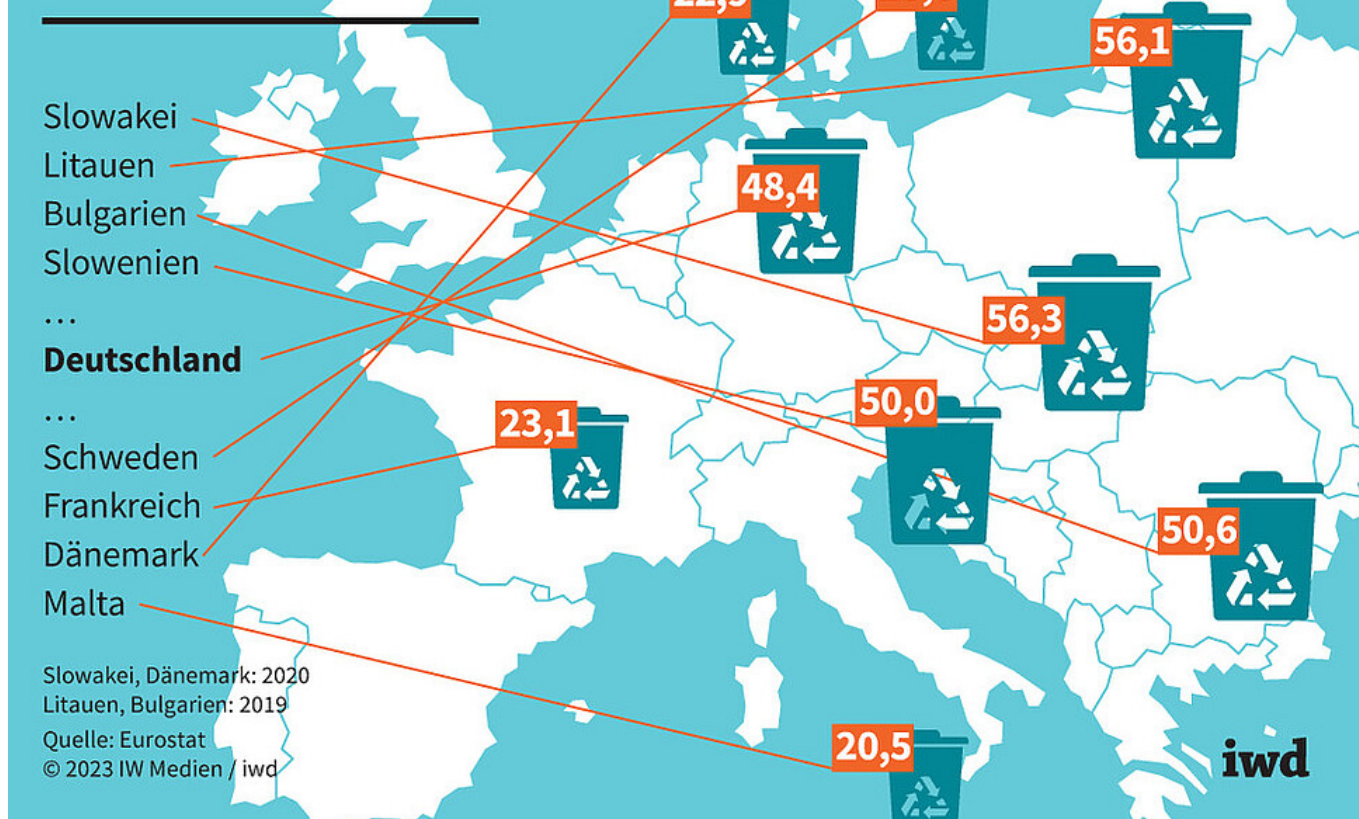 56,1
Slowakei
Litauen
48,4
Bulgarien
Slowenien
...
56,3
Deutschland
...
50,0
23,1
Schweden
Frankreich
50,6
Dänemark
Malta
Slowakei, Dänemark: 2020
Litauen, Bulgarien: 2019
Quelle: Eurostat
© 2023 IW Medien / iwd
20,5
iwd